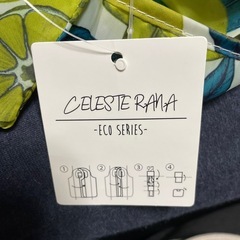 CELESTE RANA
-ECO SERIES-
① ② ③ ④